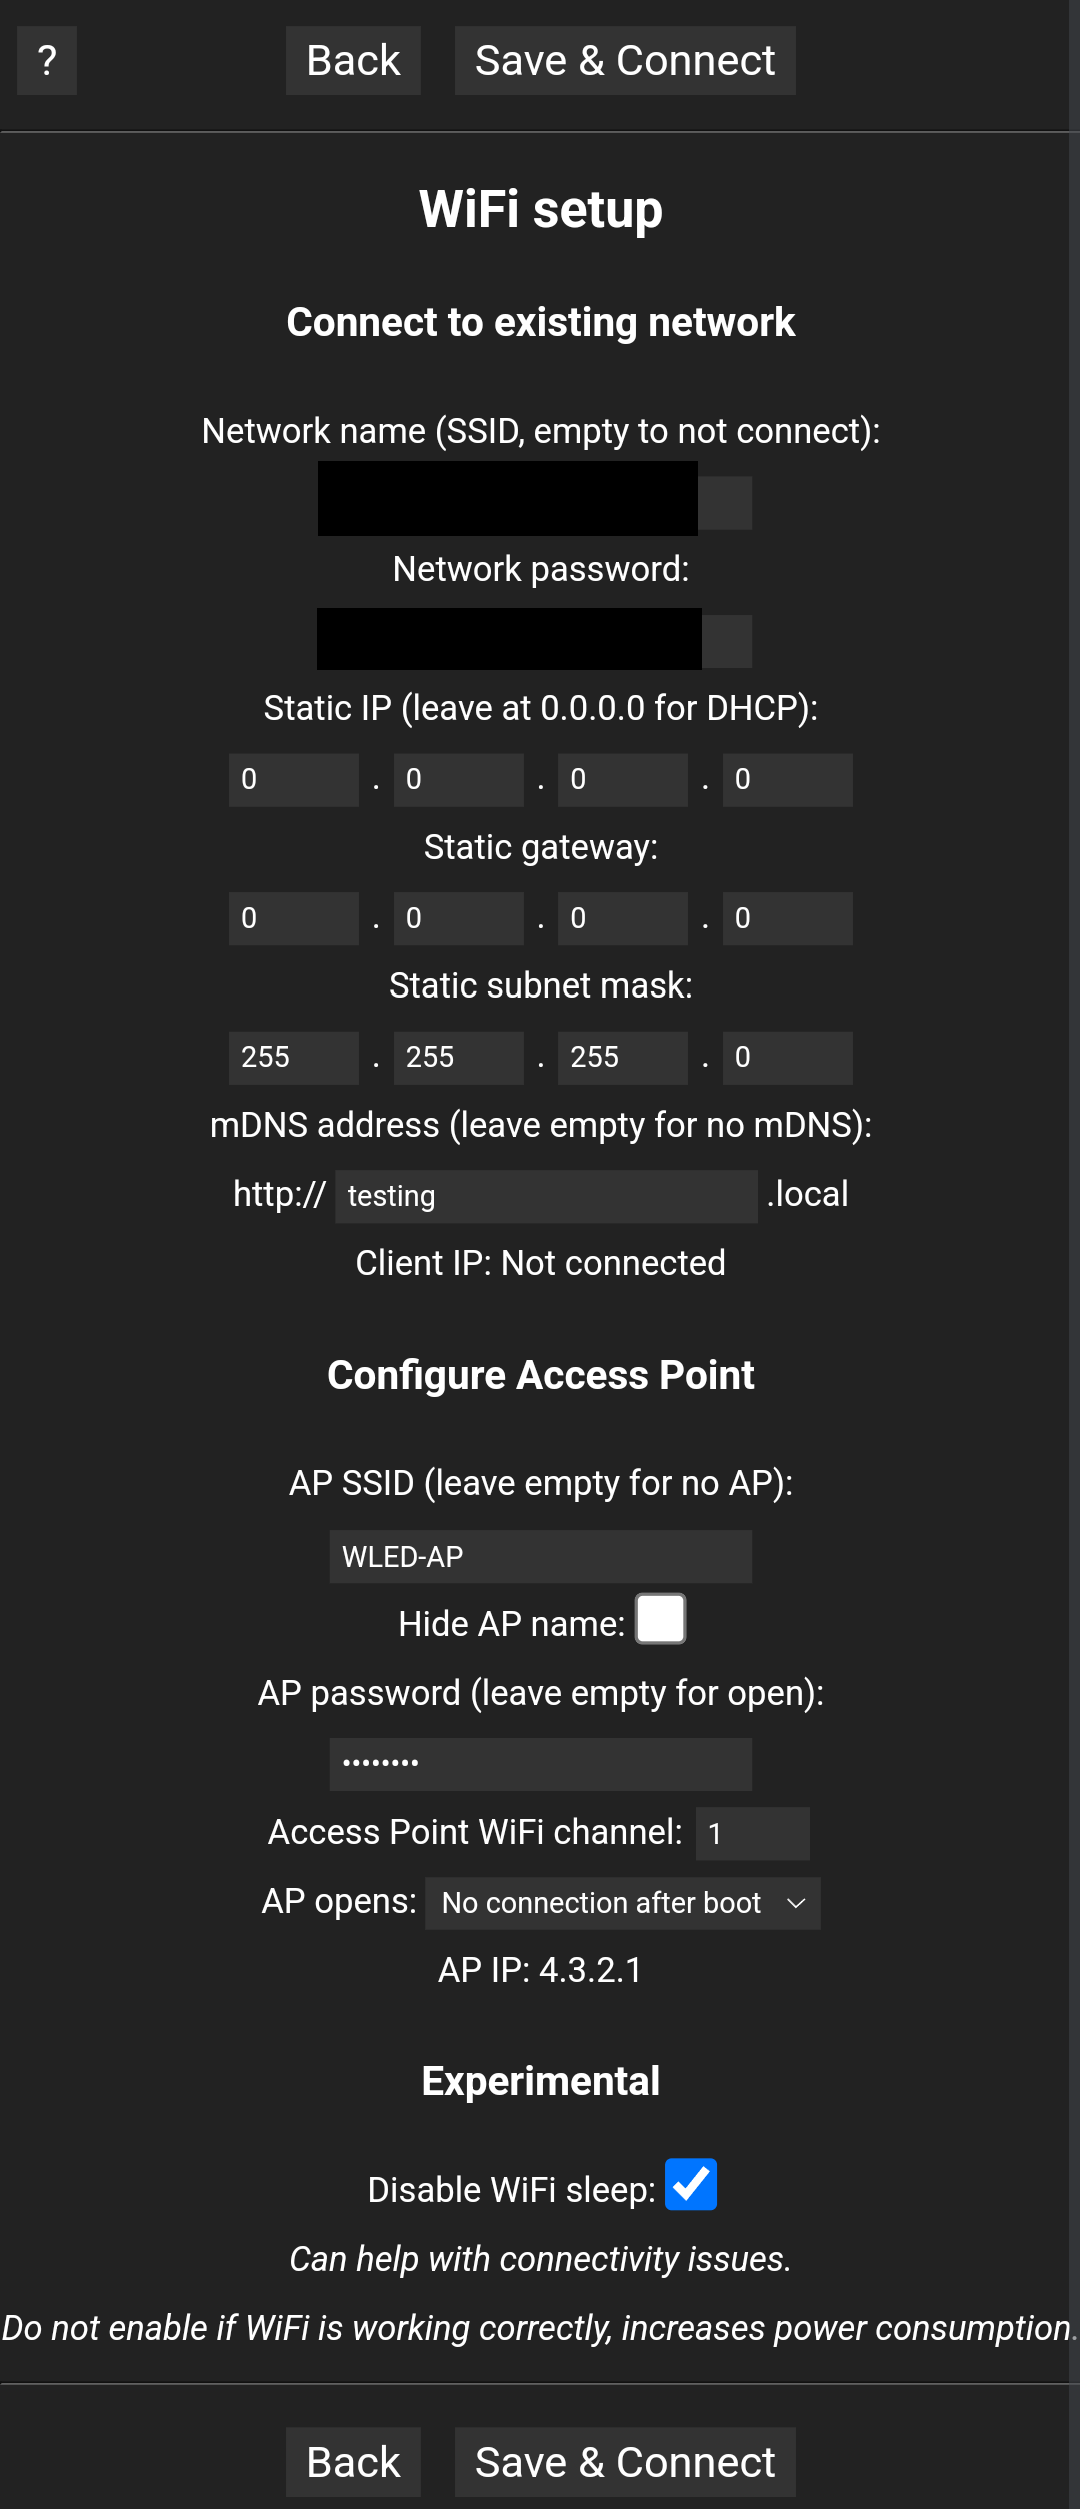 ?
Back Save & Connect
WiFi setup
Connect to existing network
Network name (SSID, empty to not connect):
Network password:
Static IP (leave at 0.0.0.0 for DHCP):
0 . 0 . 0 . 0
Static gateway:
0 . 0 . 0 . 0
Static subnet mask:
255 . 255 . 255 . 0
mDNS address (leave empty for no mDNS):
http:// testing .local
Client IP: Not connected
Configure Access Point
AP SSID (leave empty for no AP):
WLED-AP
Hide AP name:
AP password (leave empty for open):
••••••••
Access Point WiFi channel: 1
AP opens: No connection after boot
AP IP: 4.3.2.1
Experimental
Disable WiFi sleep:
Can help with connectivity issues.
Do not enable if WiFi is working correctly, increases power consumption.
Back Save & Connect